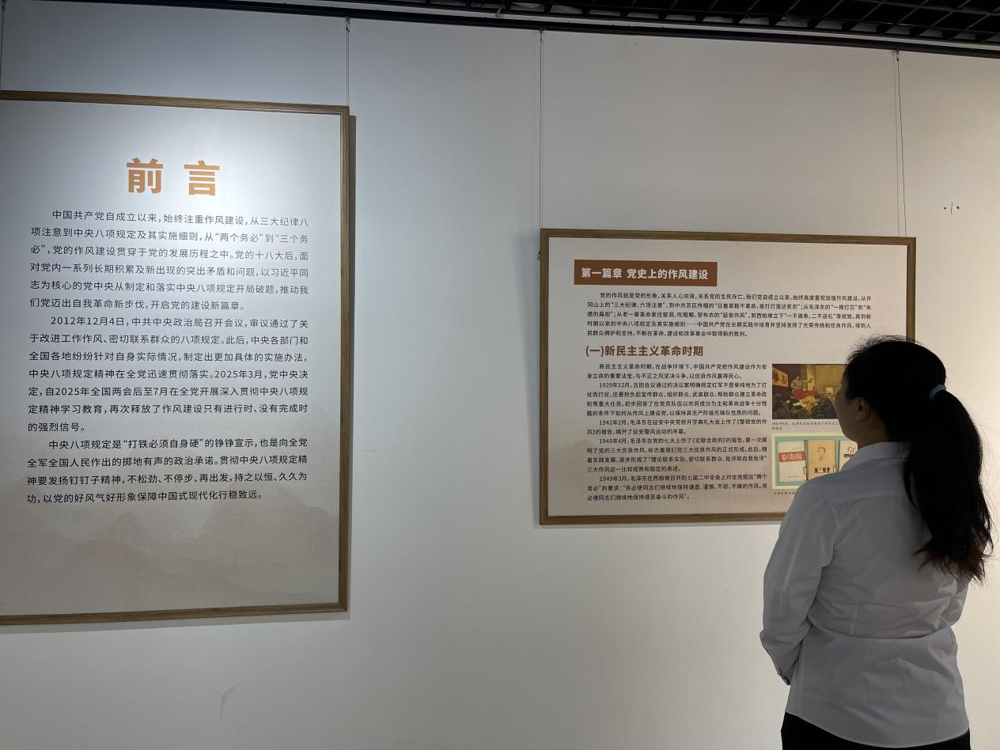 前言
中国共产党自成立以来，始终注重作风建设，从三大纪律八
项注意到中央八项规定及其实施细则，从“两个务必”到“三个务
必”，党的作风建设贯穿于党的发展历程之中。党的十八大后，面
对党内一系列长期积累及新出现的突出矛盾和问题，以习近平同
志为核心的党中央从制定和落实中央八项规定开局破题，推动我
们党迈出自我革命新步伐，开启党的建设新篇章。
2012年12月4日，中共中央政治局召开会议，审议通过了关
于改进工作作风、密切联系群众的八项规定。此后，中央各部门和
全国各地纷纷针对自身实际情况，制定出更加具体的实施办法，
中央八项规定精神在全党迅速贯彻落实。2025年3月，党中央决
定，自2025年全国两会后至7月在全党开展深入贯彻中央八项规
定精神学习教育，再次释放了作风建设只有进行时、没有完成时
的强烈信号。
中央八项规定是“打铁必须自身硬”的铮铮宣示，也是向全党
全军全国人民作出的掷地有声的政治承诺。贯彻中央八项规定精
神要发扬钉钉子精神，不松劲、不停步、再出发，持之以恒、久久为
功，以党的好风气好形象保障中国式现代化行稳致远。
第一篇章 党史上的作风建设
党的作风就是党的形象，关系人心向背，关系党的生死存亡。我们党自成立以来，始终高度重视加强作风建设，从井
冈山上的“三大纪律、六项注意”，到中共苏区传唱的“日着草鞋干革命，夜打灯笼访贫农”；从毛泽东的“一根灯芯”到“朱
德的扁担”；从老一辈革命家住窑洞、吃粗粮、穿布衣的“延安作风”，到西柏坡立下“一不做寿，二不送礼”等规矩，再到新
时期以来的中央八项规定及其实施细则……中国共产党在长期实践中培育并坚持发扬了光荣传统和优良作风，得到人
民群众拥护和支持，不断在革命、建设和改革事业中取得新的胜利。
(一)新民主主义革命时期
新民主主义革命时期，在战争环境下，中国共产党把作风建设作为安
身立命的重要法宝，与不正之风坚决斗争，以优良作风赢得民心。
1929年12月，古田会议通过的决议案明确规定红军不是单纯地为了打
仗而打仗，还要担负起宣传群众、组织群众、武装群众、帮助群众建立革命政
权等重大任务。初步回答了在党员队伍以农民成分为主和革命战争十分残
酷的条件下如何从作风上建设党，以保持其无产阶级先锋队性质的问题。
1942年2月，毛泽东在延安中央党校开学典礼大会上作了《整顿党的作
风》的报告，揭开了延安整风运动的序幕。
1945年4月，毛泽东在党的七大上作了《论联合政府》的报告，第一次阐
明了党的三大优良作风，标志着我们党三大优良作风的正式形成。此后，随
着实践发展，逐步形成了“理论联系实际、密切联系群众、批评和自我批评”
三大作风这一比较成熟和稳定的表述。
1949年3月，毛泽东在西柏坡召开的七届二中全会上对全党提出“两个
务必”的要求：“务必使同志们继续地保持谦虚、谨慎、不骄、不躁的作风，务
必使同志们继续地保持艰苦奋斗的作风”。